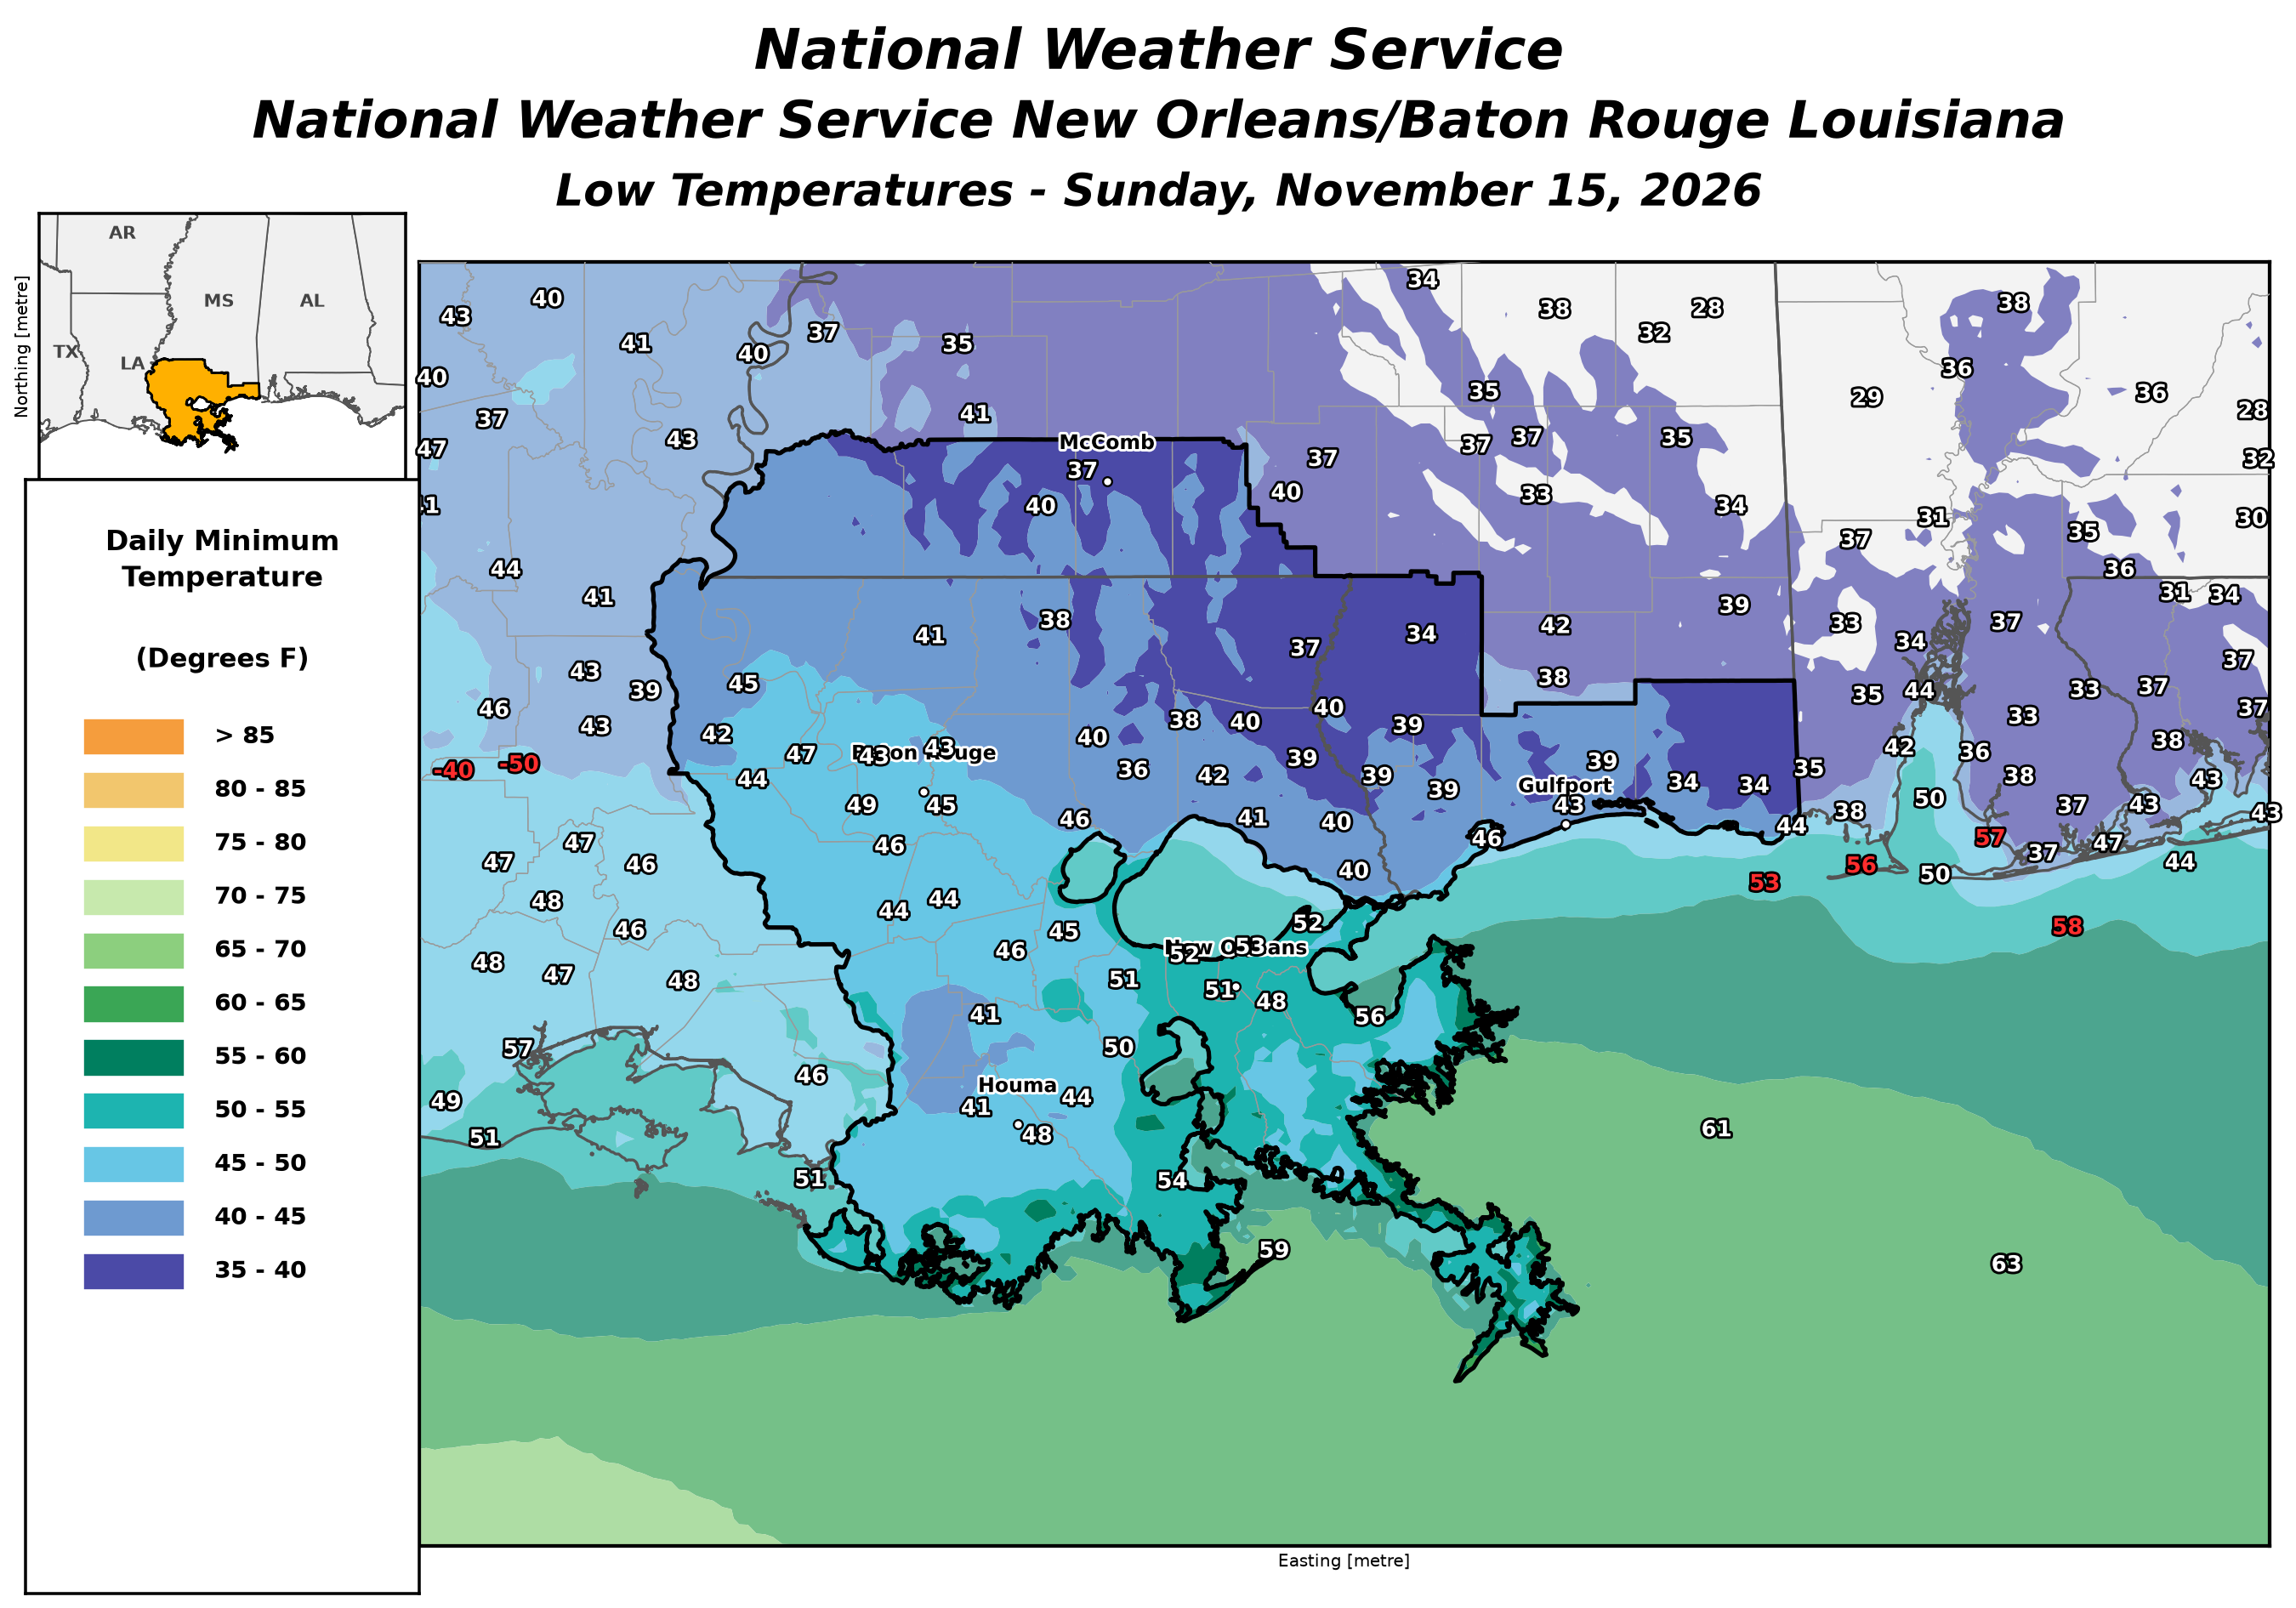 National Weather Service
National Weather Service New Orleans/Baton Rouge Louisiana
Low Temperatures - Sunday, November 15, 2026
AR
MS
AL
TX
LA
Northing [metre]
Daily Minimum
Temperature
(Degrees F)
> 85
80 - 85
75 - 80
70 - 75
65 - 70
60 - 65
55 - 60
50 - 55
45 - 50
40 - 45
35 - 40
34
40 38 38 28
43
37 32
41 40 35
36
40 35 29 36
37 41 28
43 McComb 37 37 35
47 37 37 32
40 33
40 34
31 30
37 35
44 36
41 31 34
38 39
41 34 42 33 37
37 34
43 39 45 38 37
35 44 33 37
46 40 33 37
43 42 38 40 39
40 38
47 43 43 42 36
-40 -50 44 36 42 39 39 39 35 38 43
Gulfport
49 45 39 34 34 50 37 43
46 41 40 43 44 38 43
47 46 46 57 47
47 46 40 56 50 37 44
48 44 44 53
46 45 52 58
48 47 48 46 52 53
New Orleans
51 51 48
41 56
57 50
46 Houma
49 41 44
51 48 61
51 54
59 63
Easting [metre]